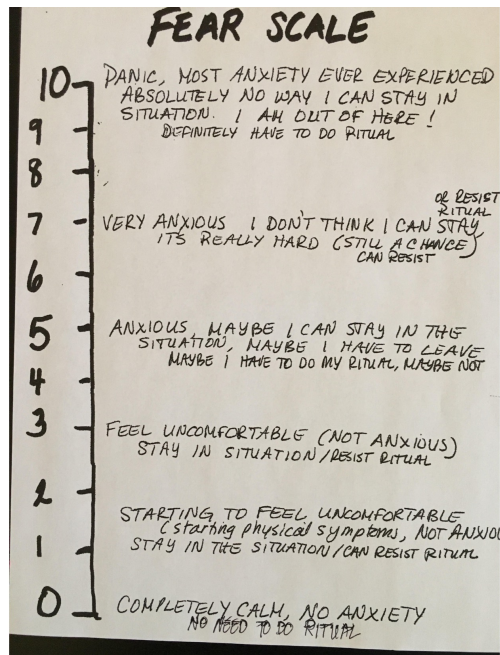 FEAR SCALE
10 PANIC, MOST ANXIETY EVER EXPERIENCED
ABSOLUTELY NO WAY I CAN STAY IN
SITUATION. I AM OUT OF HERE!
9 DEFINITELY HAVE TO DO RITUAL
8
OR RESIST
RITUAL
7 VERY ANXIOUS I DON'T THINK I CAN STAY,
ITS REALLY HARD (STILL A CHANCE)
CAN RESIST
6
5 ANXIOUS, MAYBE I CAN STAY IN THE
SITUATION, MAYBE I HAVE TO LEAVE
MAYBE I HAVE TO DO MY RITUAL, MAYBE NOT
4
3 FEEL UNCOMFORTABLE (NOT ANXIOUS)
STAY IN SITUATION/RESIST RITUAL
2
STARTING TO FEEL UNCOMFORTABLE
(starting physical symptoms, NOT ANXIOU
1 STAY IN THE SITUATION/CAN RESIST RITUAL
0 COMPLETELY CALM, NO ANXIETY
NO NEED TO DO RITUAL